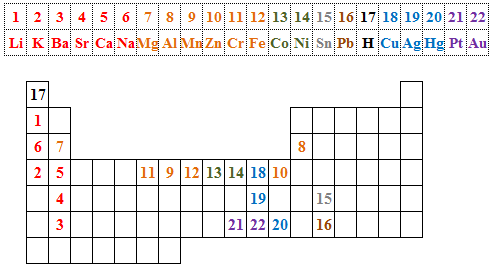 1 2 3 4 5 6 7 8 9 10 11 12 13 14 15 16 17 18 19 20 21 22
Li K Ba Sr Ca Na Mg Al Mn Zn Cr Fe Co Ni Sn Pb H Cu Ag Hg Pt Au
17
1
6 7 8
2 5 11 9 12 13 14 18 10
4 19 15
3 21 22 20 16